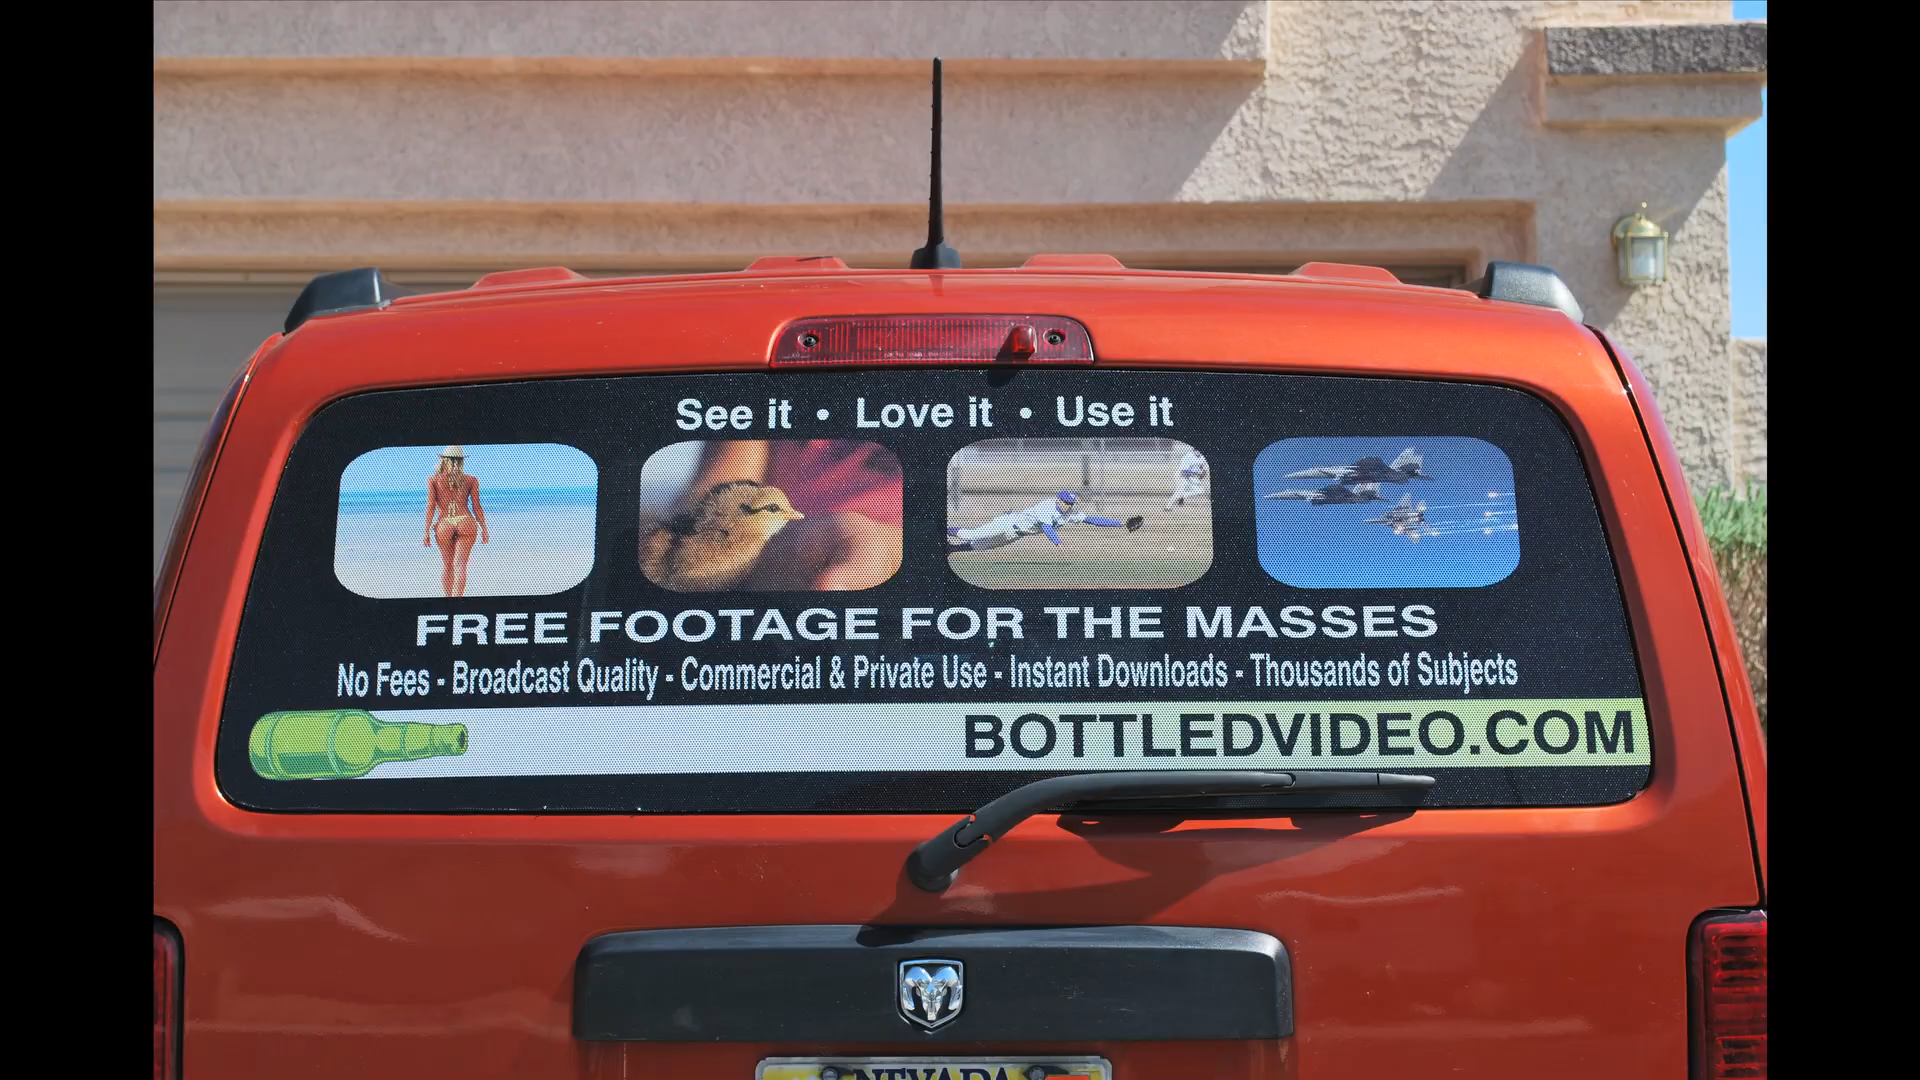 See it • Love it • Use it
FREE FOOTAGE FOR THE MASSES
No Fees - Broadcast Quality - Commercial & Private Use - Instant Downloads - Thousands of Subjects
BOTTLEDVIDEO.COM
NEVADA